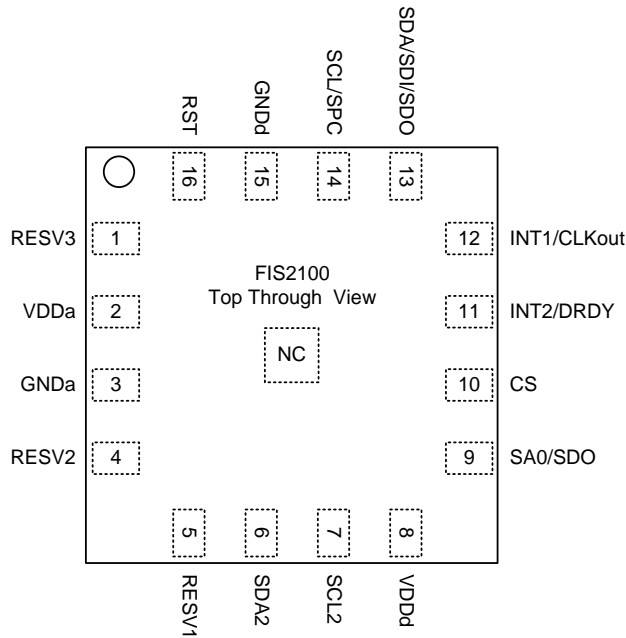 RST
GNDd
SCL/SPC
SDA/SDI/SDO
16
15
14
13
RESV3
1
12
INT1/CLKout
FIS2100
Top Through View
VDDa
2
11
INT2/DRDY
NC
GNDa
3
10
CS
RESV2
4
9
SA0/SDO
5
6
7
8
RESV1
SDA2
SCL2
VDDd